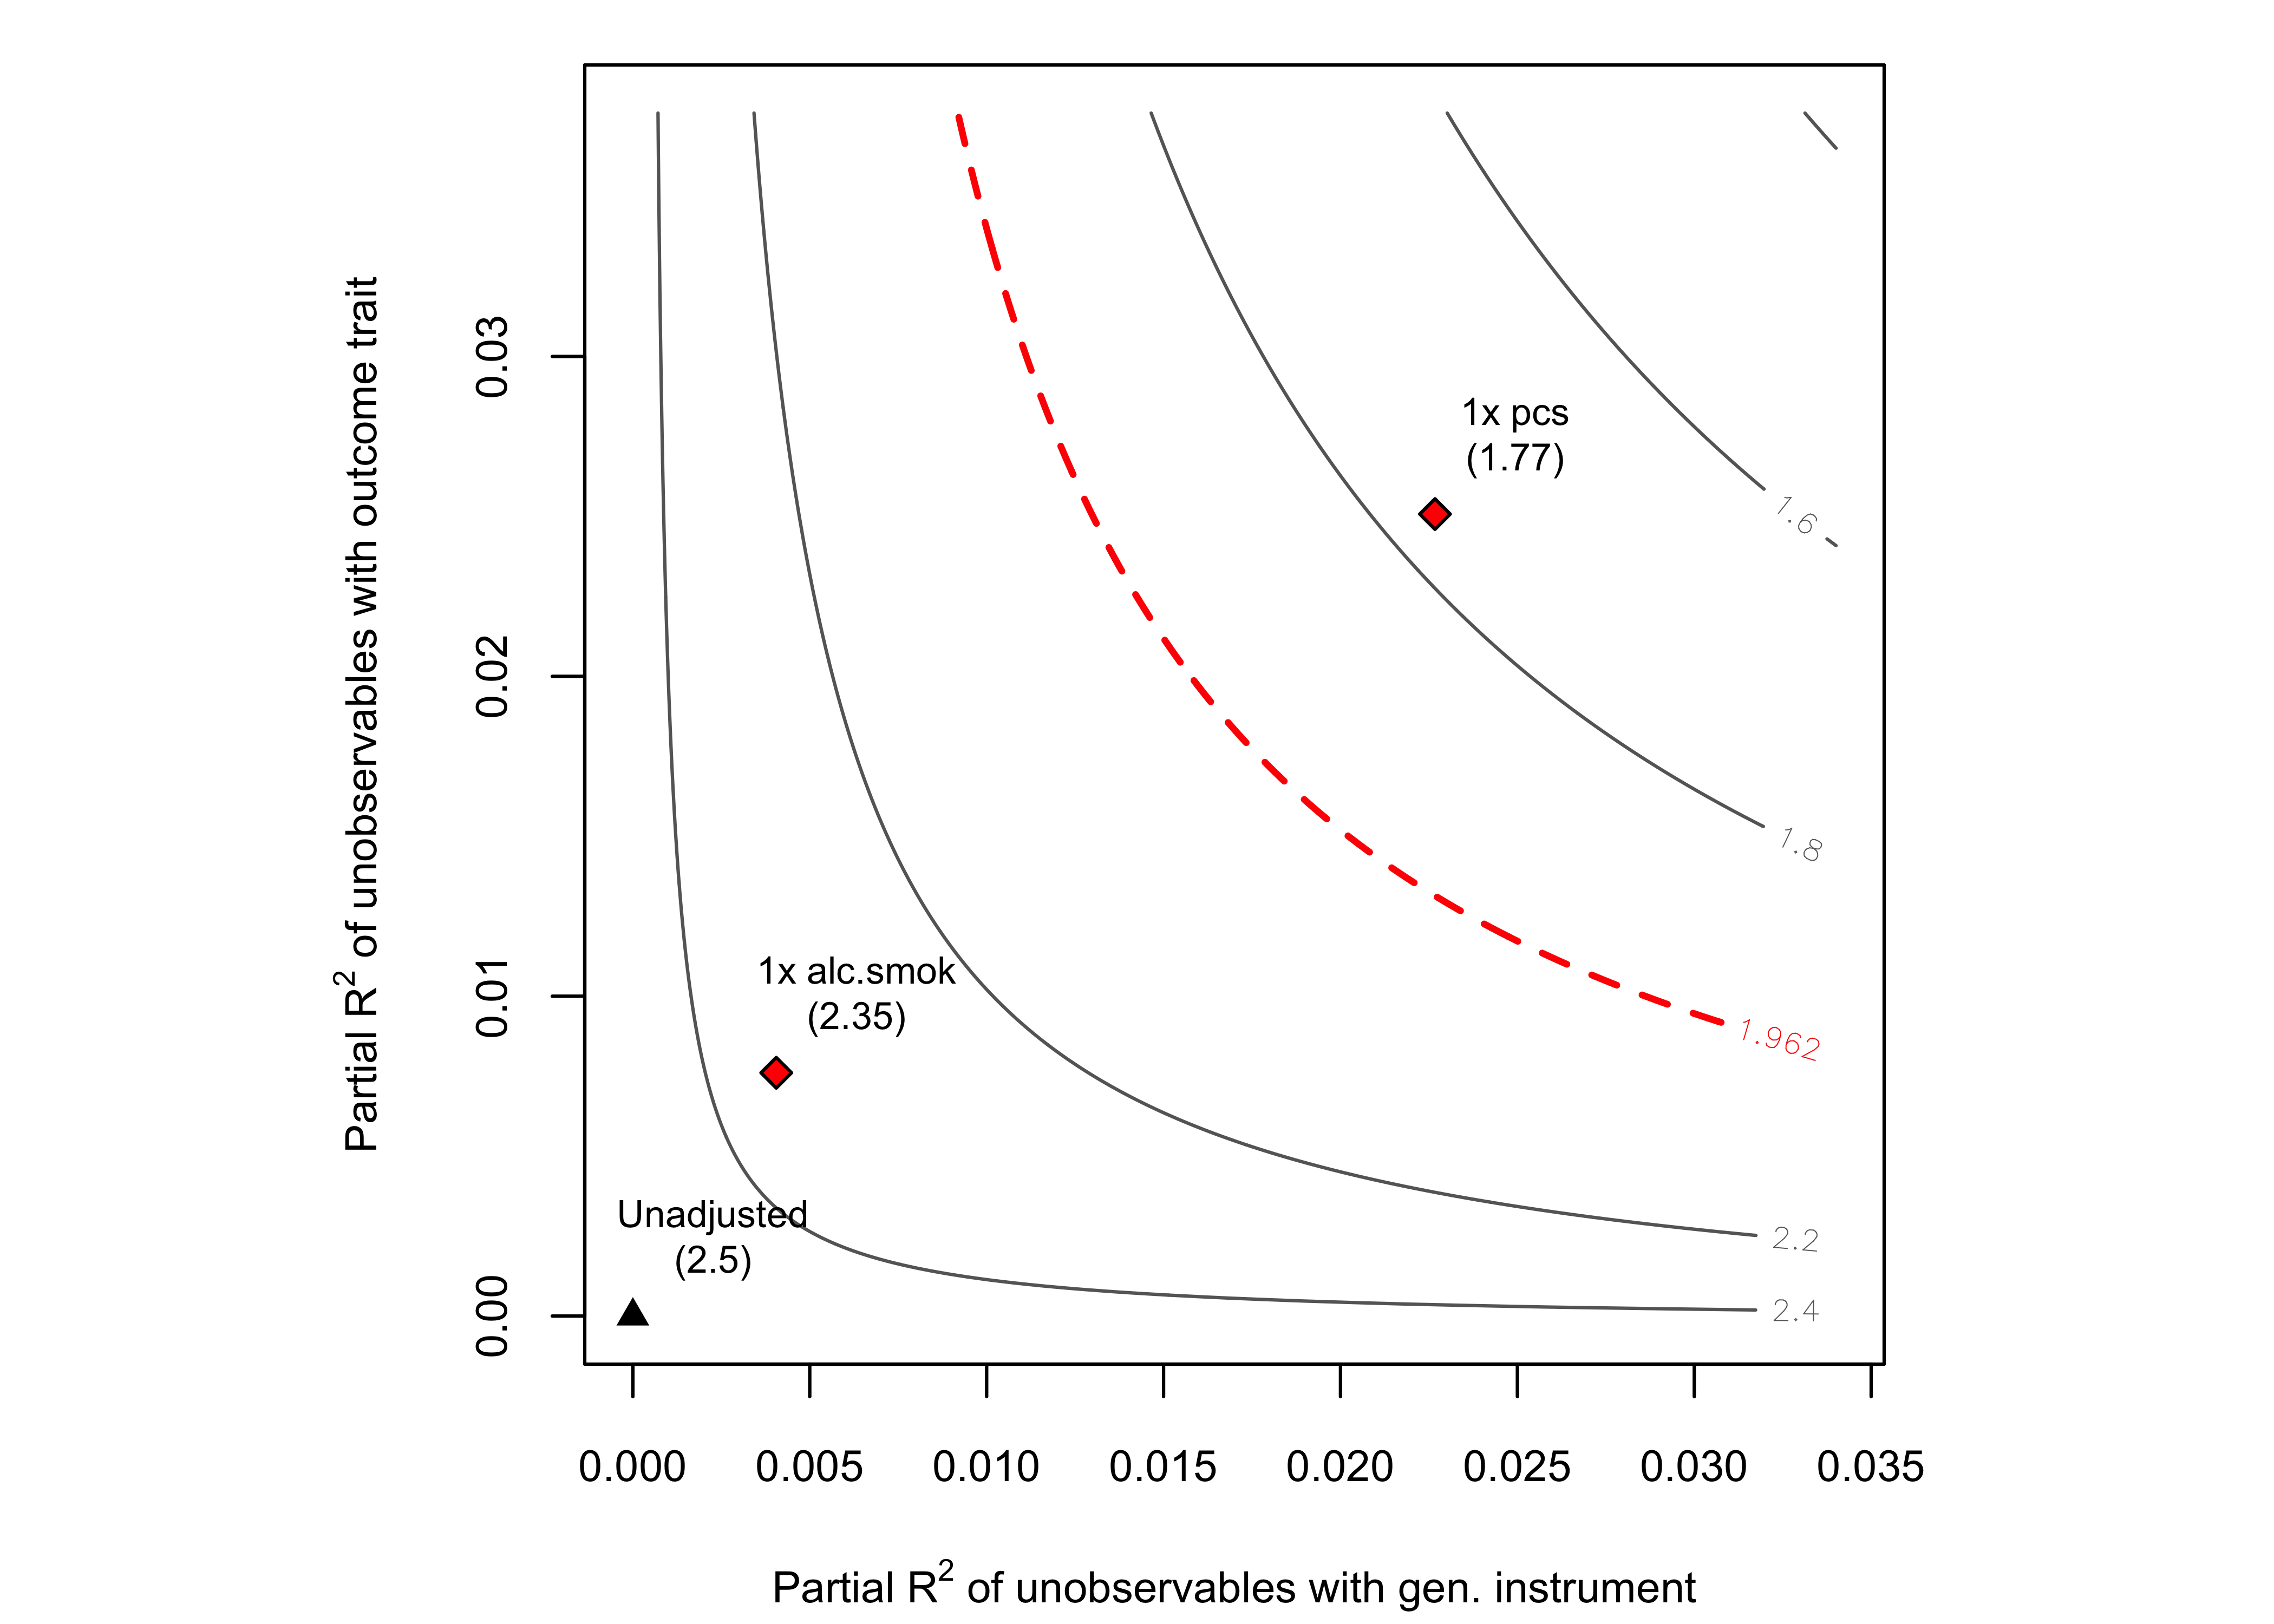 Partial R² of unobservables with outcome trait
0.03
0.02
0.01
0.00
1x pcs
(1.77)
1.6
1.8
1x alc.smok
(2.35)
1.962
Unadjusted
(2.5)
2.2
2.4
0.000 0.005 0.010 0.015 0.020 0.025 0.030 0.035
Partial R² of unobservables with gen. instrument